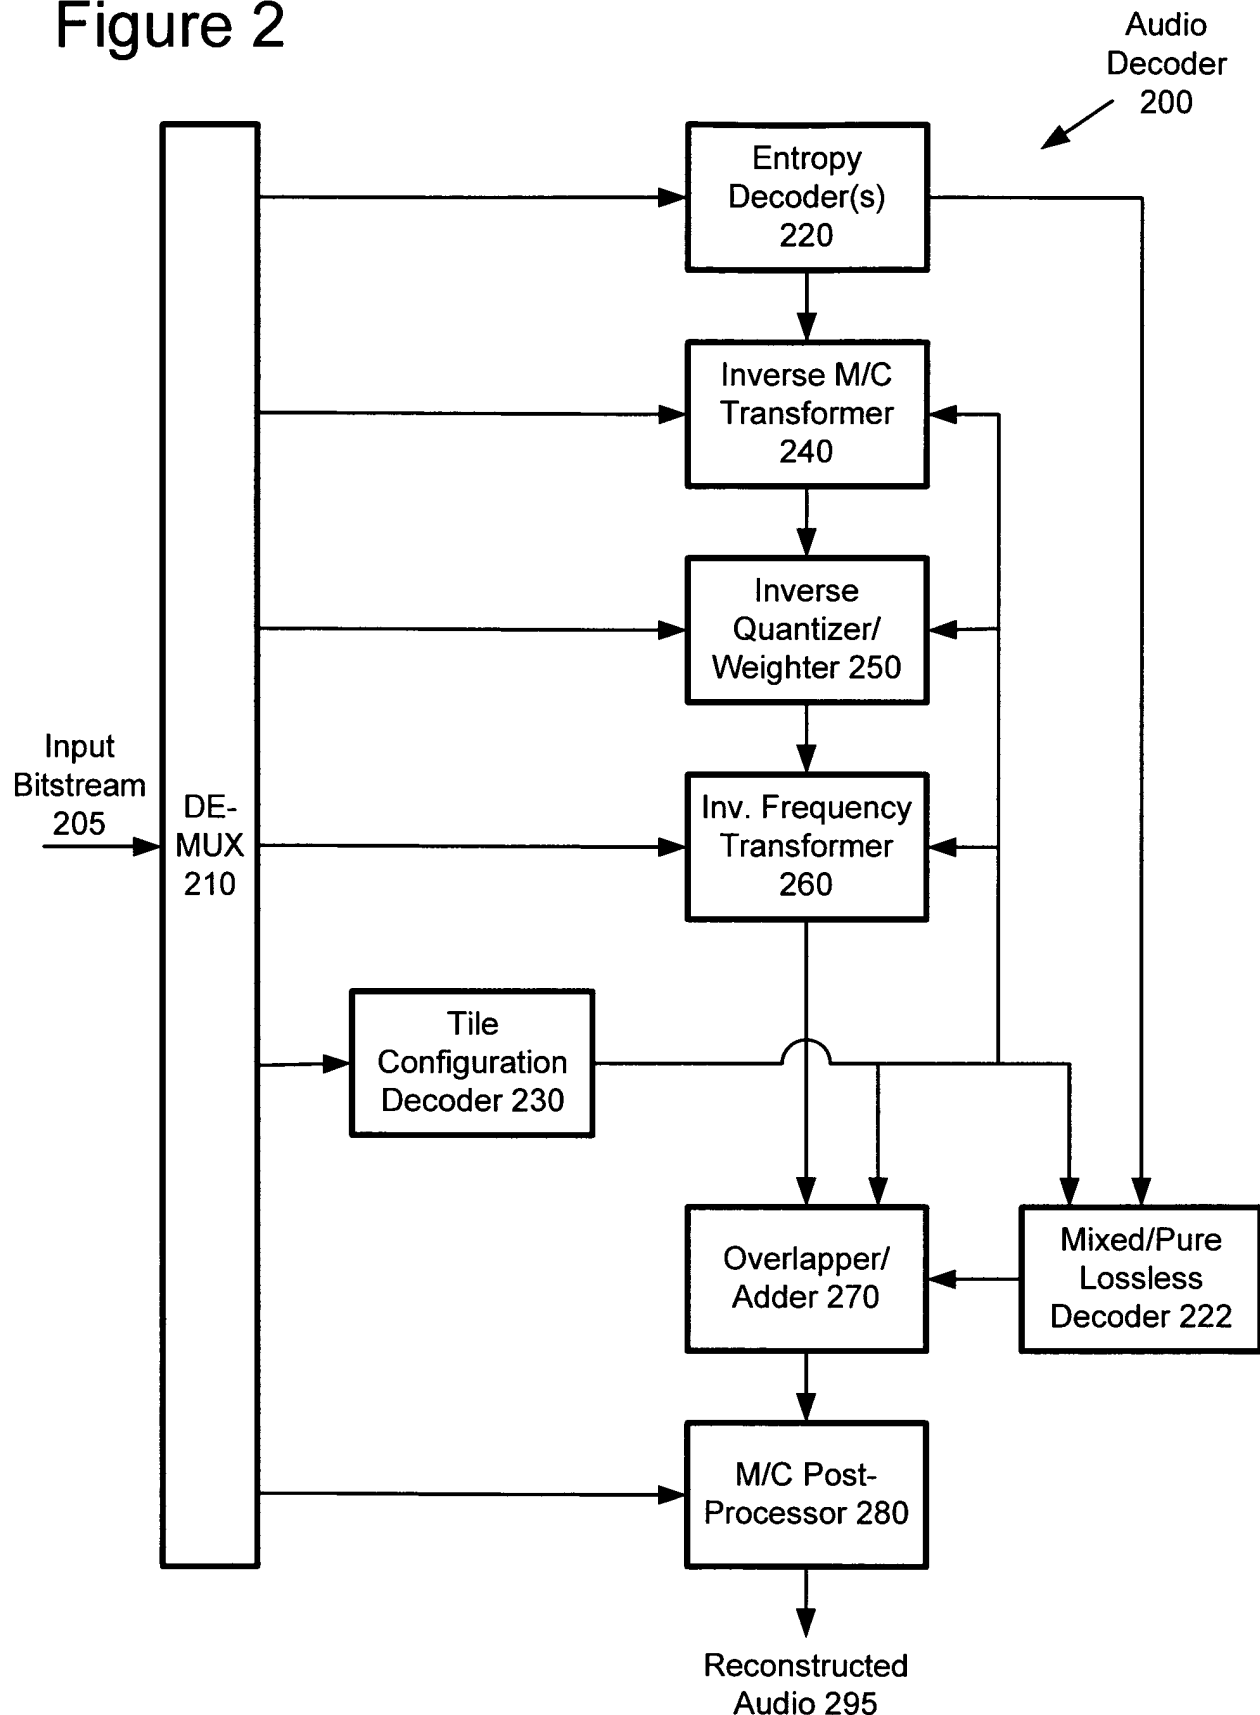 Figure 2
Audio
Decoder
200
Entropy
Decoder(s)
220
Inverse M/C
Transformer
240
Inverse
Quantizer/
Weighter 250
Input
Bitstream
205
DE-
MUX
210
Inv. Frequency
Transformer
260
Tile
Configuration
Decoder 230
Overlapper/
Adder 270
Mixed/Pure
Lossless
Decoder 222
M/C Post-
Processor 280
Reconstructed
Audio 295